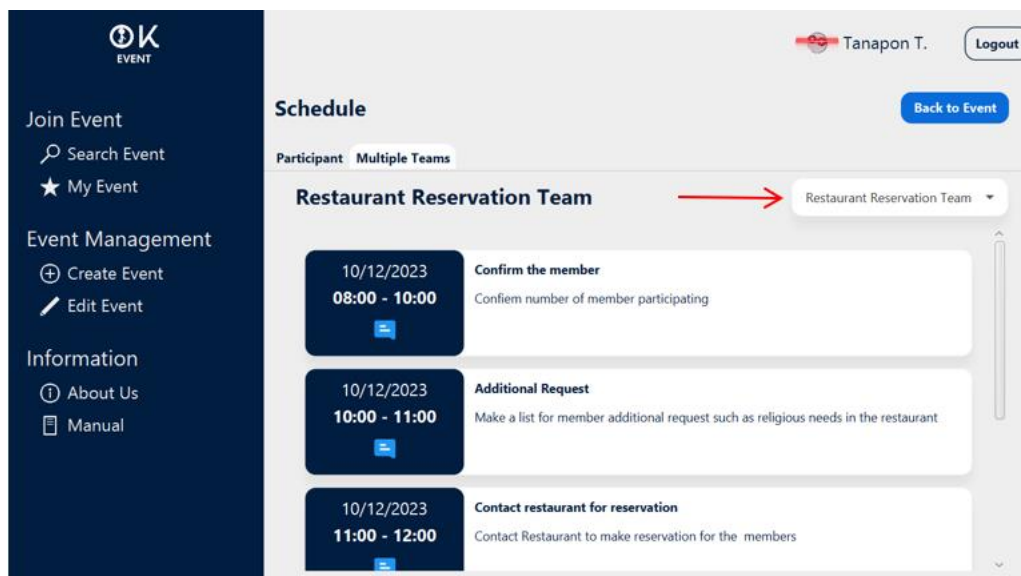 OK
EVENT
Tanapon T.
Logout
Join Event
Search Event
My Event
Event Management
Create Event
Edit Event
Information
About Us
Manual
Schedule
Back to Event
Participant Multiple Teams
Restaurant Reservation Team
Restaurant Reservation Team
10/12/2023
08:00 - 10:00
Confirm the member
Confiem number of member participating
10/12/2023
10:00 - 11:00
Additional Request
Make a list for member additional request such as religious needs in the restaurant
10/12/2023
11:00 - 12:00
Contact restaurant for reservation
Contact Restaurant to make reservation for the members